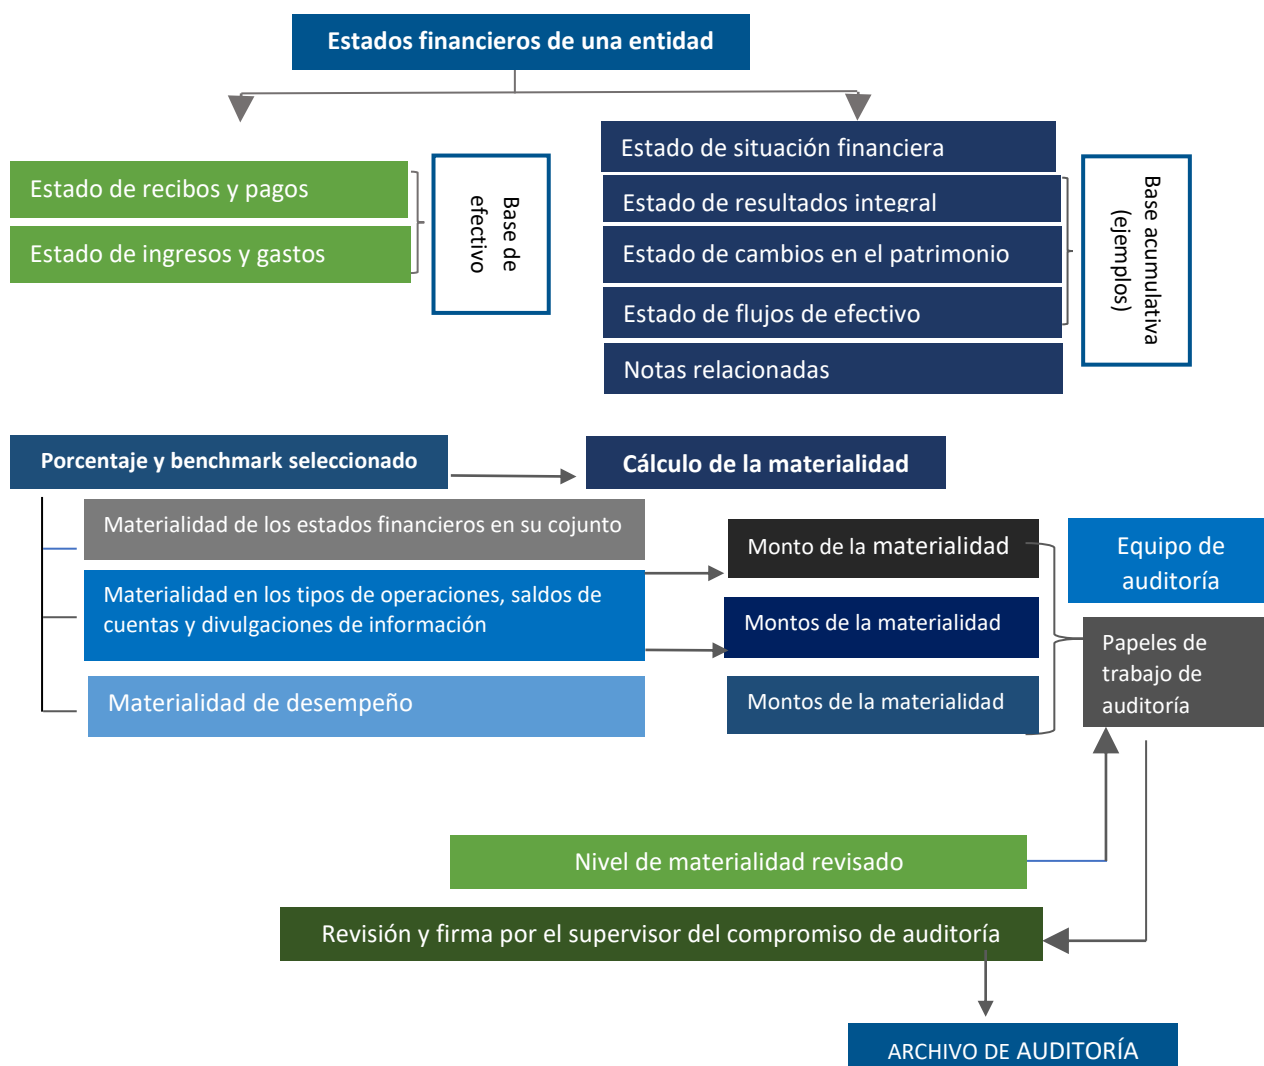 Estados financieros de una entidad
Estado de recibos y pagos
Estado de ingresos y gastos
Base de
efectivo
Estado de situación financiera
Estado de resultados integral
Estado de cambios en el patrimonio
Estado de flujos de efectivo
Notas relacionadas
Base acumulativa
(ejemplos)
Porcentaje y benchmark seleccionado
Cálculo de la materialidad
Materialidad de los estados financieros en su cojunto
Materialidad en los tipos de operaciones, saldos de
cuentas y divulgaciones de información
Materialidad de desempeño
Monto de la materialidad
Montos de la materialidad
Montos de la materialidad
Equipo de
auditoría
Papeles de
trabajo de
auditoría
Nivel de materialidad revisado
Revisión y firma por el supervisor del compromiso de auditoría
ARCHIVO DE AUDITORÍA